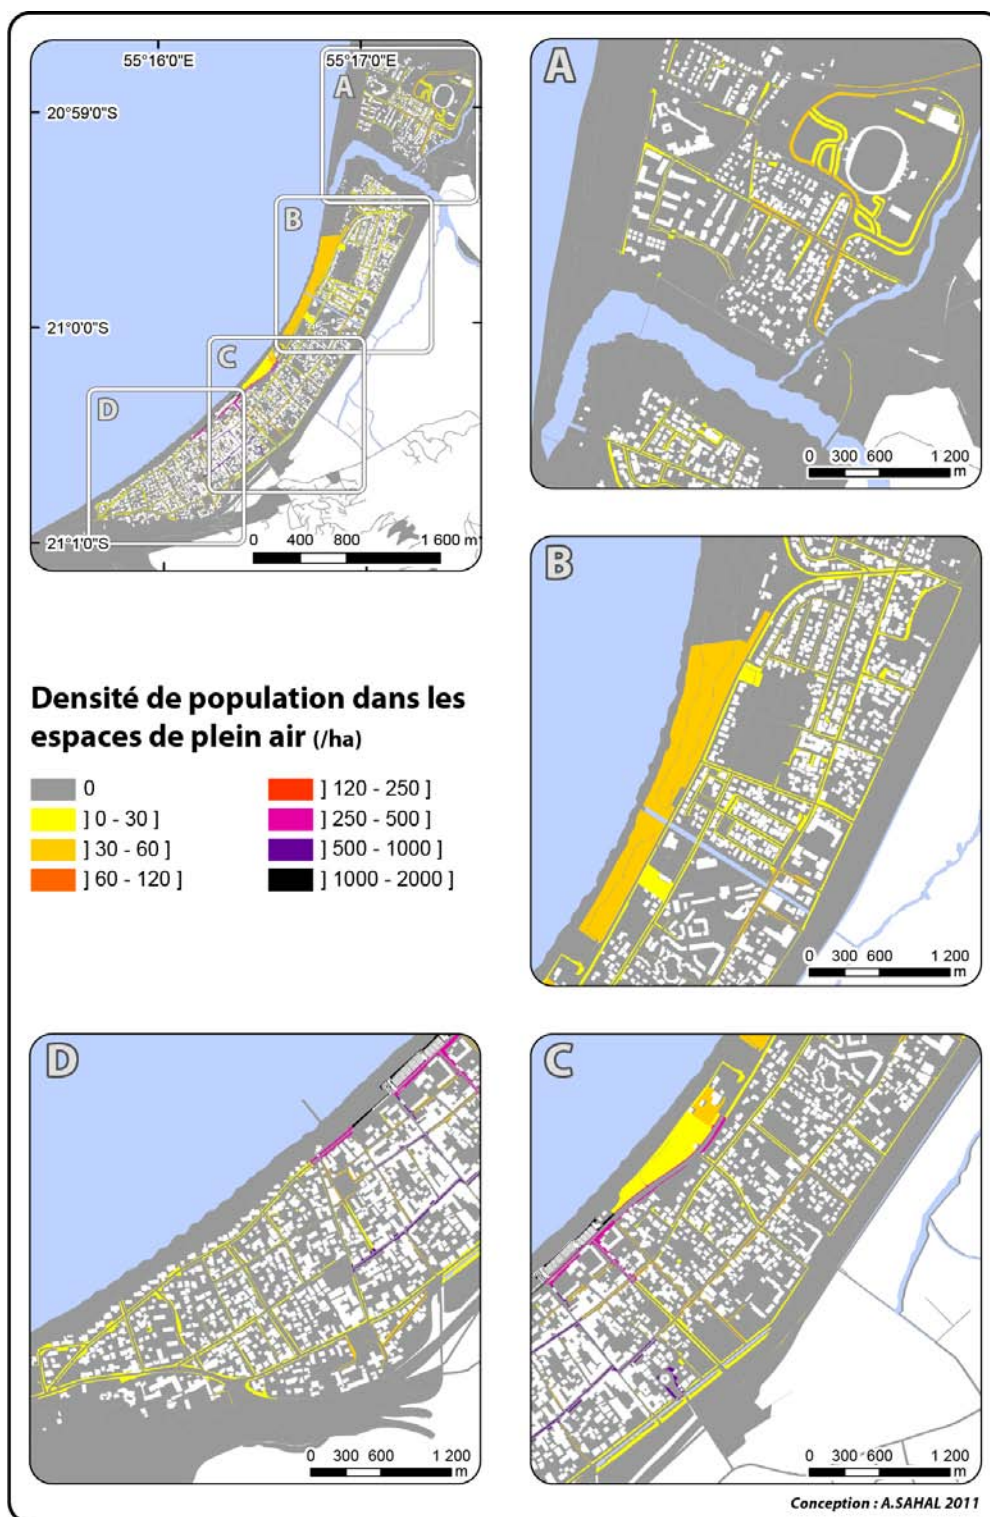 55°16'0"E 55°17'0"E
A
20°59'0"S
B
21°0'0"S
C
D
21°1'0"S
0 400 800 1 600 m
A
0 300 600 1 200
m
B
0 300 600 1 200
m
Densité de population dans les
espaces de plein air (/ha)
0
] 0 - 30 ]
] 30 - 60 ]
] 60 - 120 ]
] 120 - 250 ]
] 250 - 500 ]
] 500 - 1000 ]
] 1000 - 2000 ]
D
0 300 600 1 200
m
C
0 300 600 1 200
m
Conception : A.SAHAL 2011